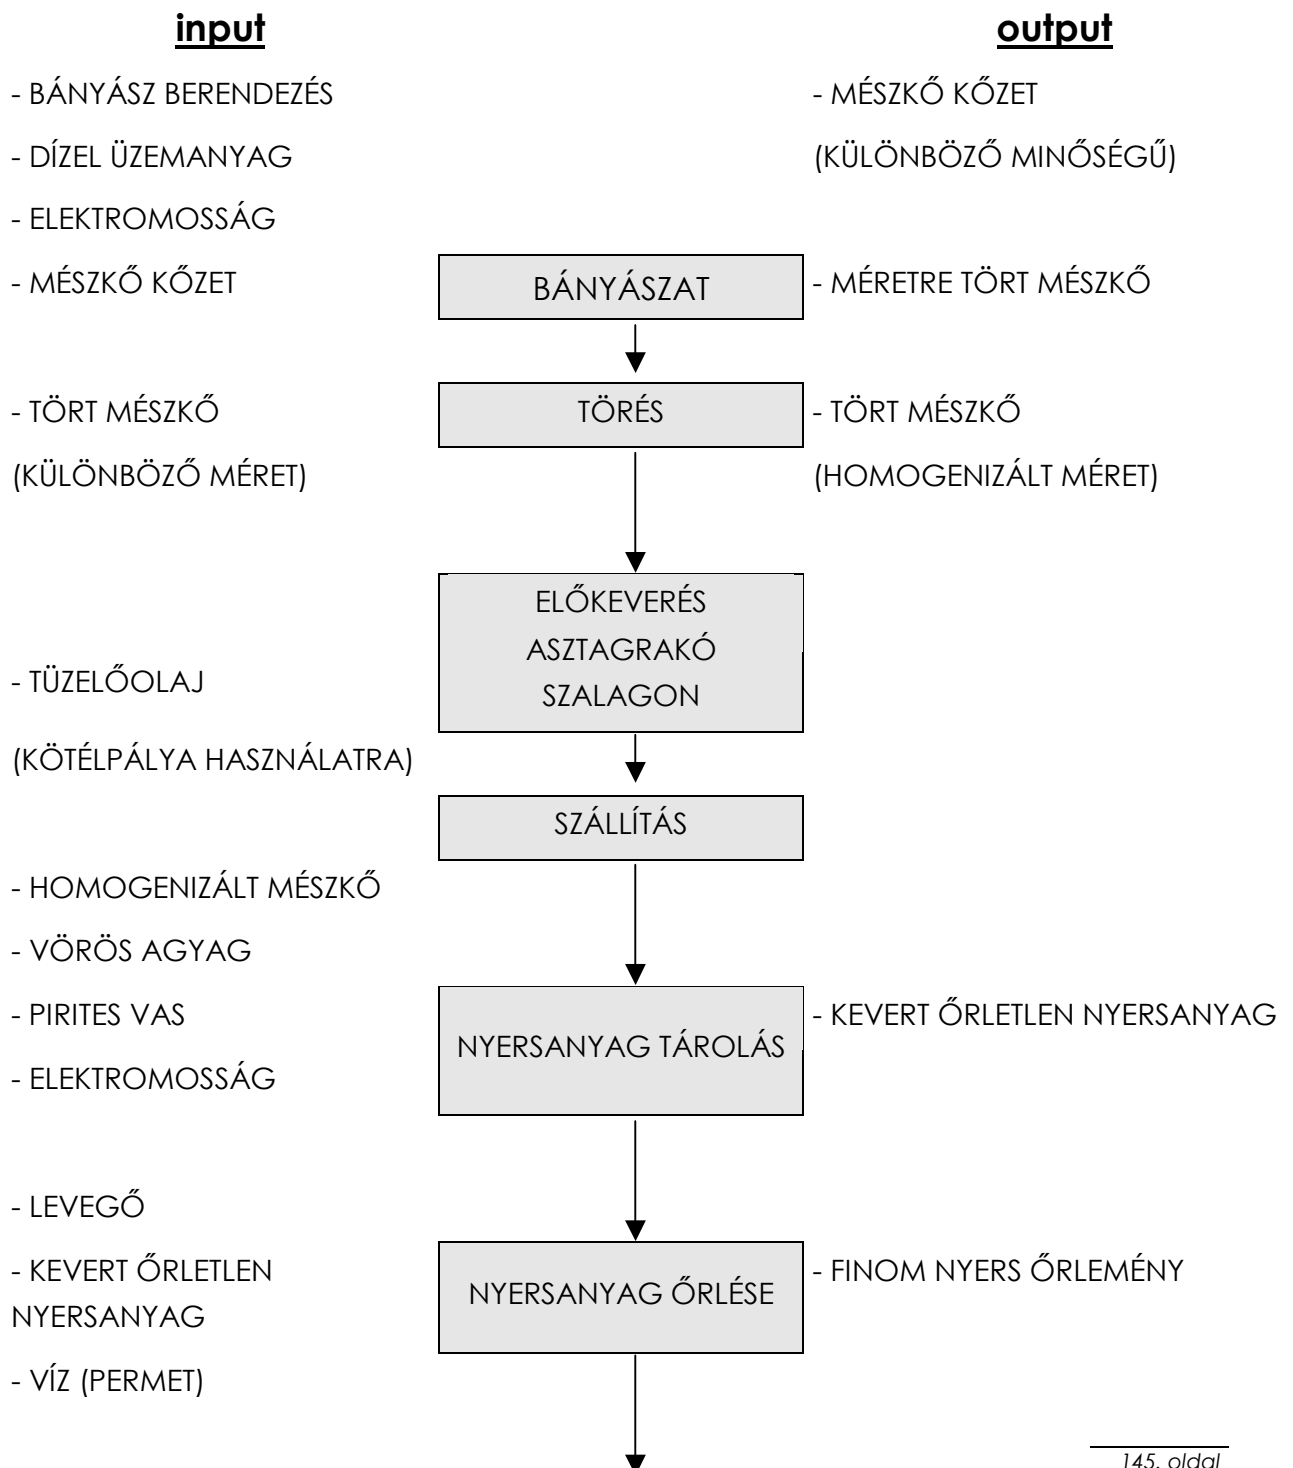 input
output
- BÁNYÁSZ BERENDEZÉS
- MÉSZKŐ KŐZET
- DÍZEL ÜZEMANYAG
(KÜLÖNBÖZŐ MINŐSÉGŰ)
- ELEKTROMOSSÁG
- MÉSZKŐ KŐZET
BÁNYÁSZAT
- MÉRETRE TÖRT MÉSZKŐ
- TÖRT MÉSZKŐ
TÖRÉS
- TÖRT MÉSZKŐ
(KÜLÖNBÖZŐ MÉRET)
(HOMOGENIZÁLT MÉRET)
ELŐKEVERÉS
ASZTAGRAKÓ
SZALAGON
- TÜZELŐOLAJ
(KÖTÉLPÁLYA HASZNÁLATRA)
SZÁLLÍTÁS
- HOMOGENIZÁLT MÉSZKŐ
- VÖRÖS AGYAG
- PIRITES VAS
- KEVERT ŐRLETLEN NYERSANYAG
NYERSANYAG TÁROLÁS
- ELEKTROMOSSÁG
- LEVEGŐ
- KEVERT ŐRLETLEN
NYERSANYAG
NYERSANYAG ŐRLÉSE
- FINOM NYERS ŐRLEMÉNY
- VÍZ (PERMET)
145. oldal